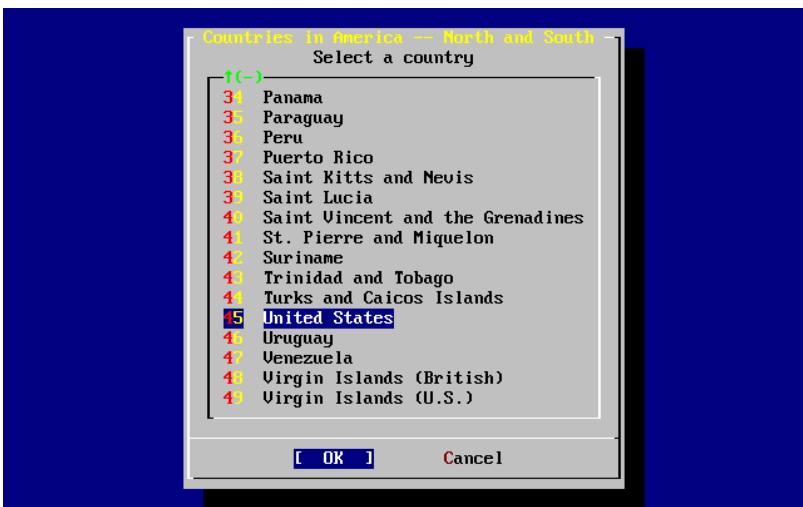 Countries in America -- North and South
Select a country
↑(-)
34 Panama
35 Paraguay
36 Peru
37 Puerto Rico
38 Saint Kitts and Nevis
39 Saint Lucia
40 Saint Vincent and the Grenadines
41 St. Pierre and Miquelon
42 Suriname
43 Trinidad and Tobago
44 Turks and Caicos Islands
45 United States
46 Uruguay
47 Venezuela
48 Virgin Islands (British)
49 Virgin Islands (U.S.)
[ OK ] Cancel